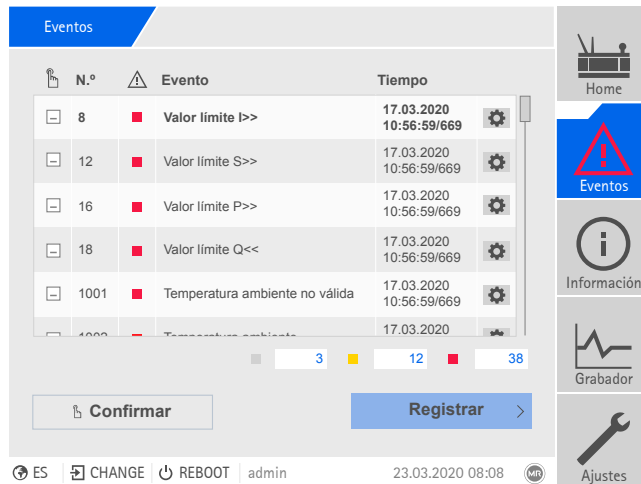 Eventos
N.º Evento Tiempo
8 Valor límite I>> 17.03.2020
10:56:59/669
12 Valor límite S>> 17.03.2020
10:56:59/669
16 Valor límite P>> 17.03.2020
10:56:59/669
18 Valor límite Q<< 17.03.2020
10:56:59/669
1001 Temperatura ambiente no válida 17.03.2020
10:56:59/669
1002 Temperatura ambiente 17.03.2020
3 12 38
Confirmar
Registrar
ES CHANGE REBOOT admin 23.03.2020 08:08 MR
Home
Eventos
Información
Grabador
Ajustes